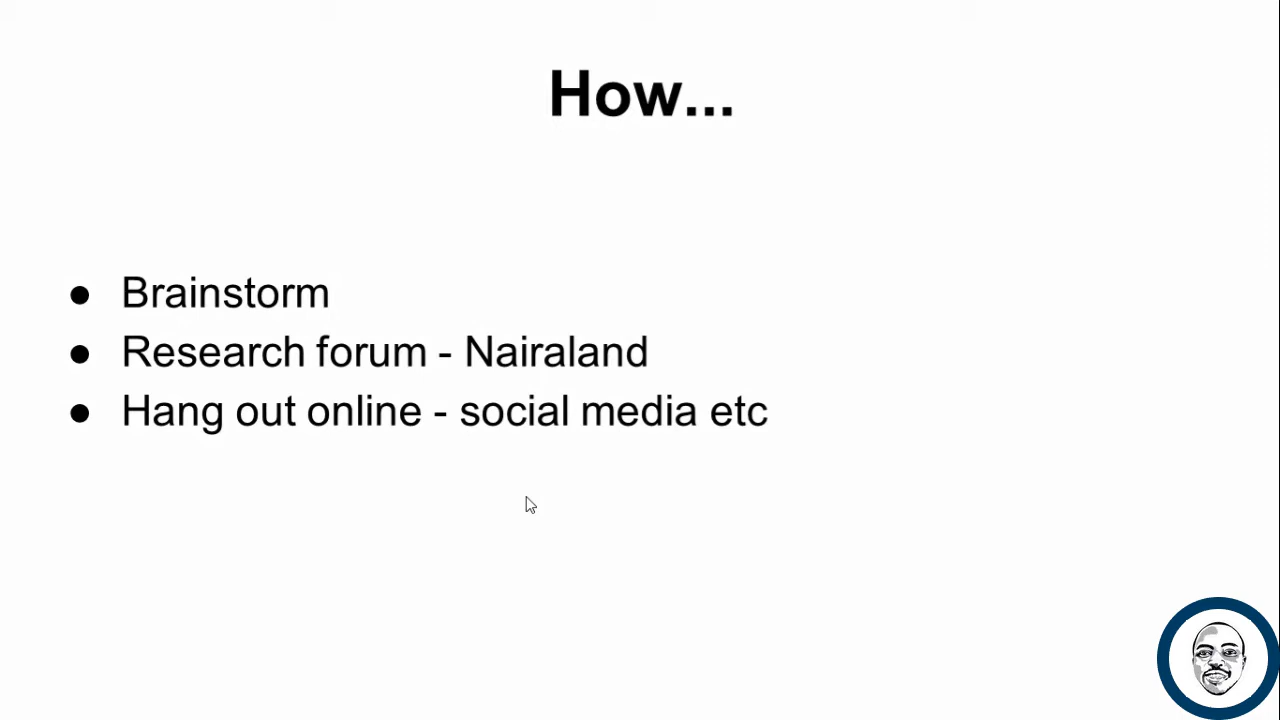 How...
● Brainstorm
● Research forum - Nairaland
● Hang out online - social media etc